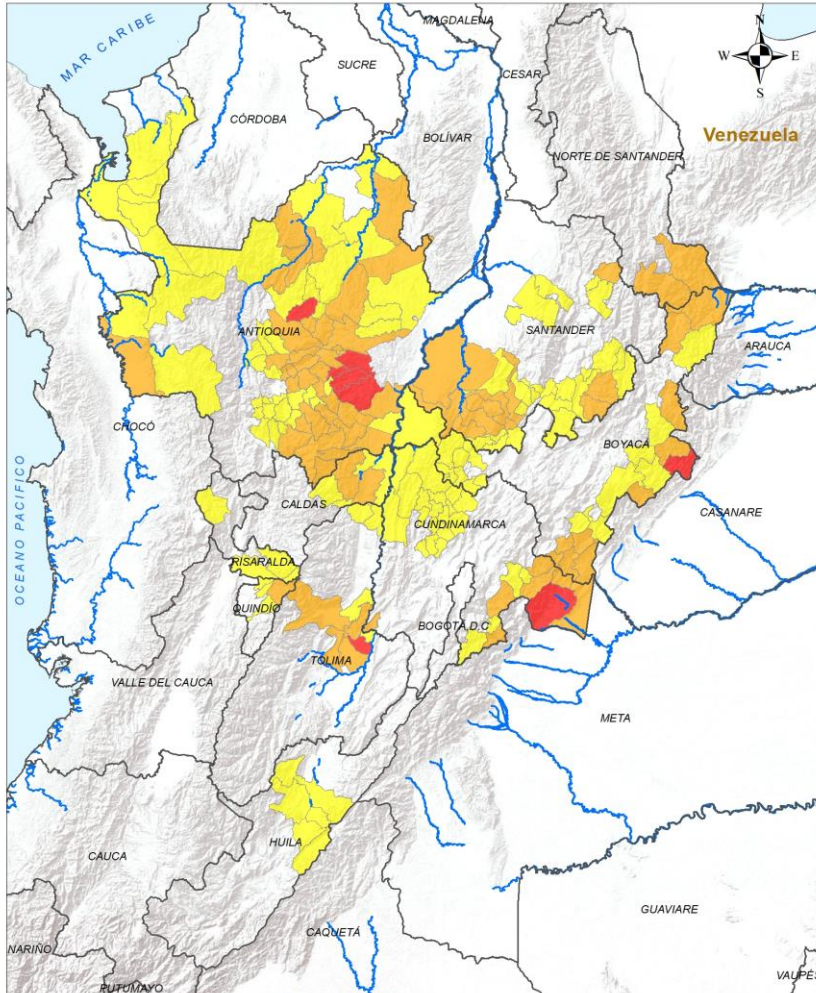 MAGDALENA
N
W E
S
MAR CARIBE
SUCRE
CESAR
CÓRDOBA
BOLÍVAR
Venezuela
NORTE DE SANTANDER
ANTIOQUIA
SANTANDER
ARAUCA
CHOCÓ
BOYACÁ
OCEANO PACIFICO
CALDAS
CUNDINAMARCA
CASANARE
RISARALDA
QUINDÍO
BOGOTÁ D.C
TOLIMA
VALLE DEL CAUCA
META
HUILA
CAUCA
GUAVIARE
CAQUETÁ
NARIÑO
PUTUMAYO
VAUPÉS